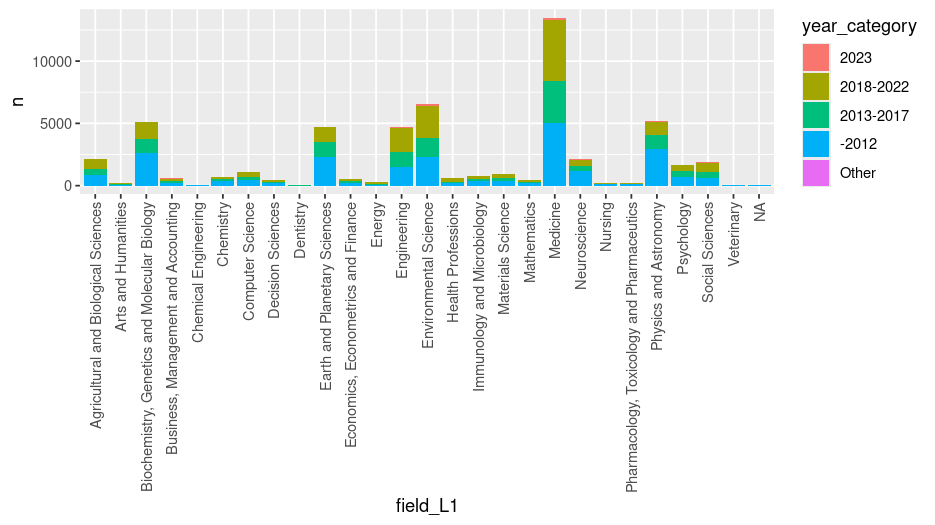 year_category
2023
2018-2022
2013-2017
-2012
Other
n
10000
5000
0
Agricultural and Biological Sciences
Arts and Humanities
Biochemistry, Genetics and Molecular Biology
Business, Management and Accounting
Chemical Engineering
Chemistry
Computer Science
Decision Sciences
Dentistry
Earth and Planetary Sciences
Economics, Econometrics and Finance
Energy
Engineering
Environmental Science
Health Professions
Immunology and Microbiology
Materials Science
Mathematics
Medicine
Neuroscience
Nursing
Pharmacology, Toxicology and Pharmaceutics
Physics and Astronomy
Psychology
Social Sciences
Veterinary
NA
field_L1